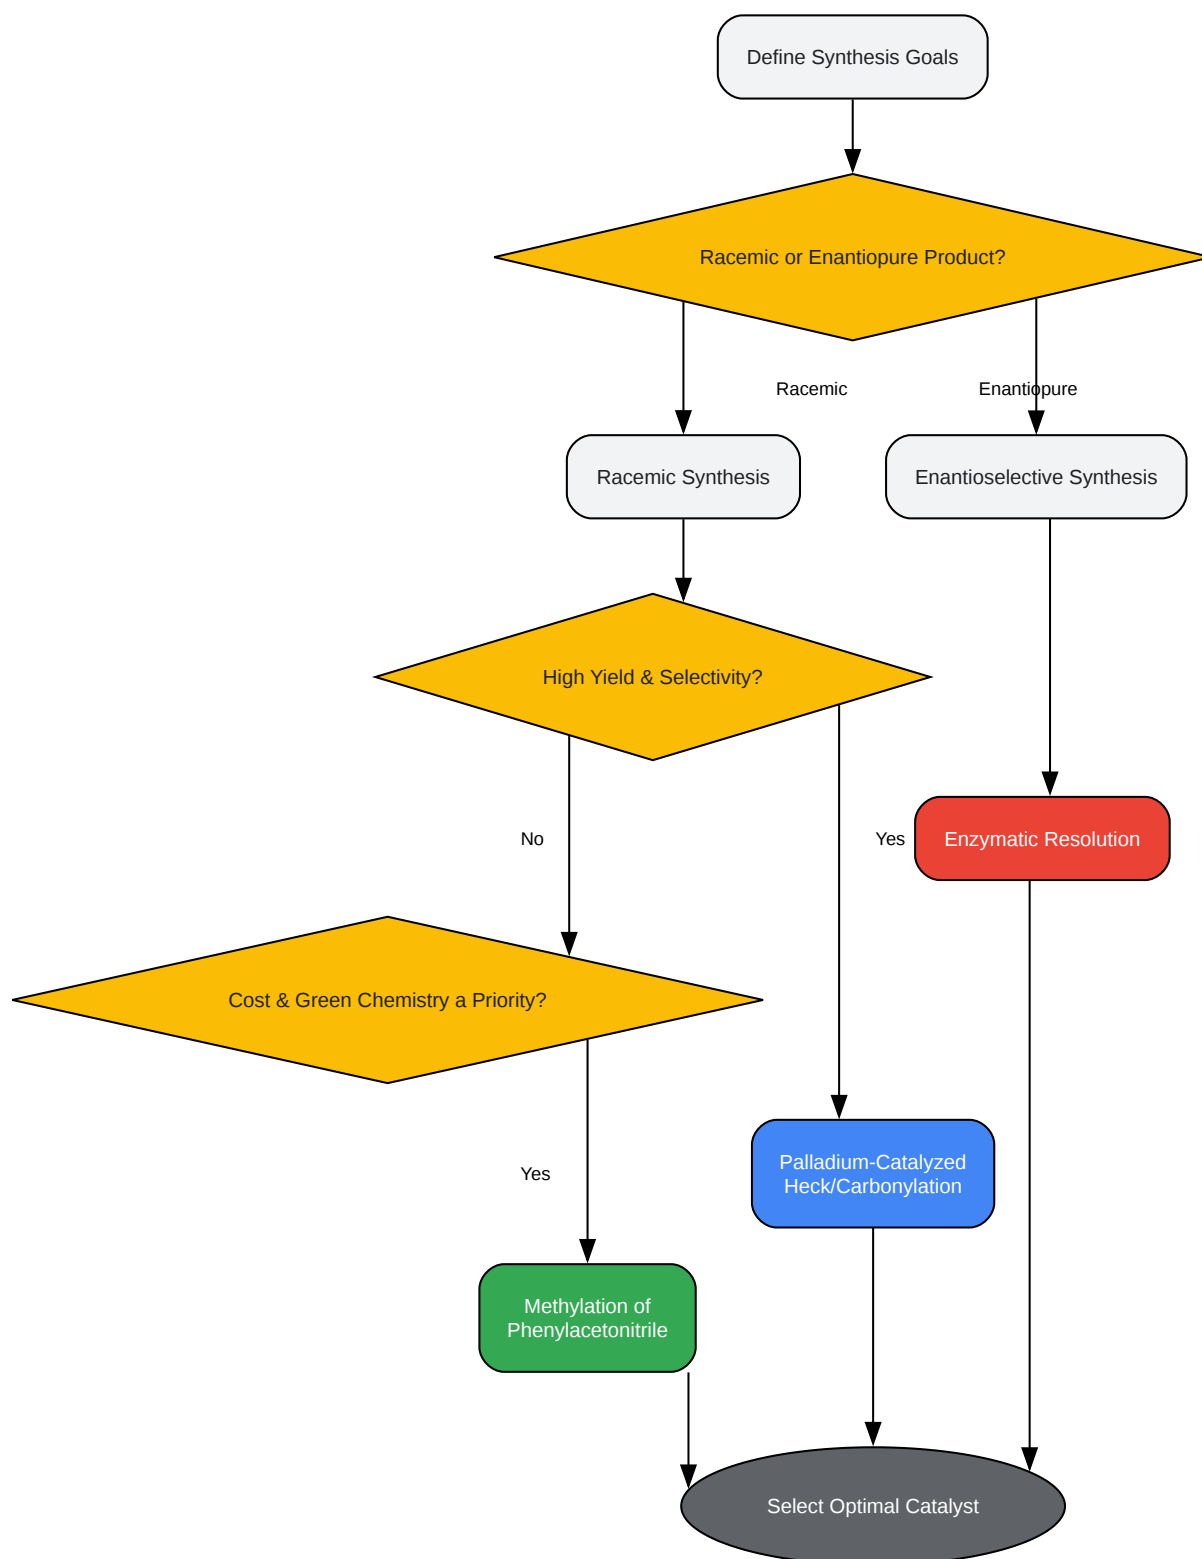 Define Synthesis Goals
Racemic or Enantiopure Product?
Racemic
Enantiopure
Racemic Synthesis
Enantioselective Synthesis
High Yield & Selectivity?
No
Yes
Enzymatic Resolution
Cost & Green Chemistry a Priority?
Yes
Palladium-Catalyzed
Heck/Carbonylation
Methylation of
Phenylacetonitrile
Select Optimal Catalyst